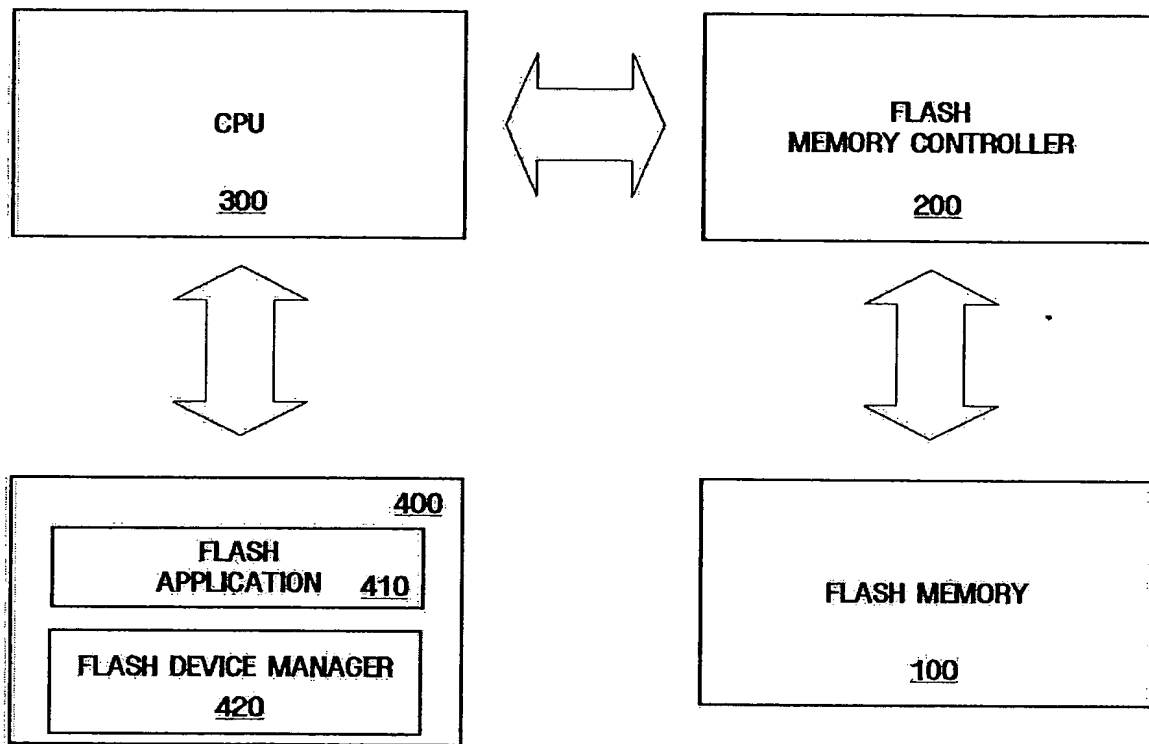 CPU
300
FLASH
MEMORY CONTROLLER
200
400
FLASH
APPLICATION 410
FLASH DEVICE MANAGER
420
FLASH MEMORY
100